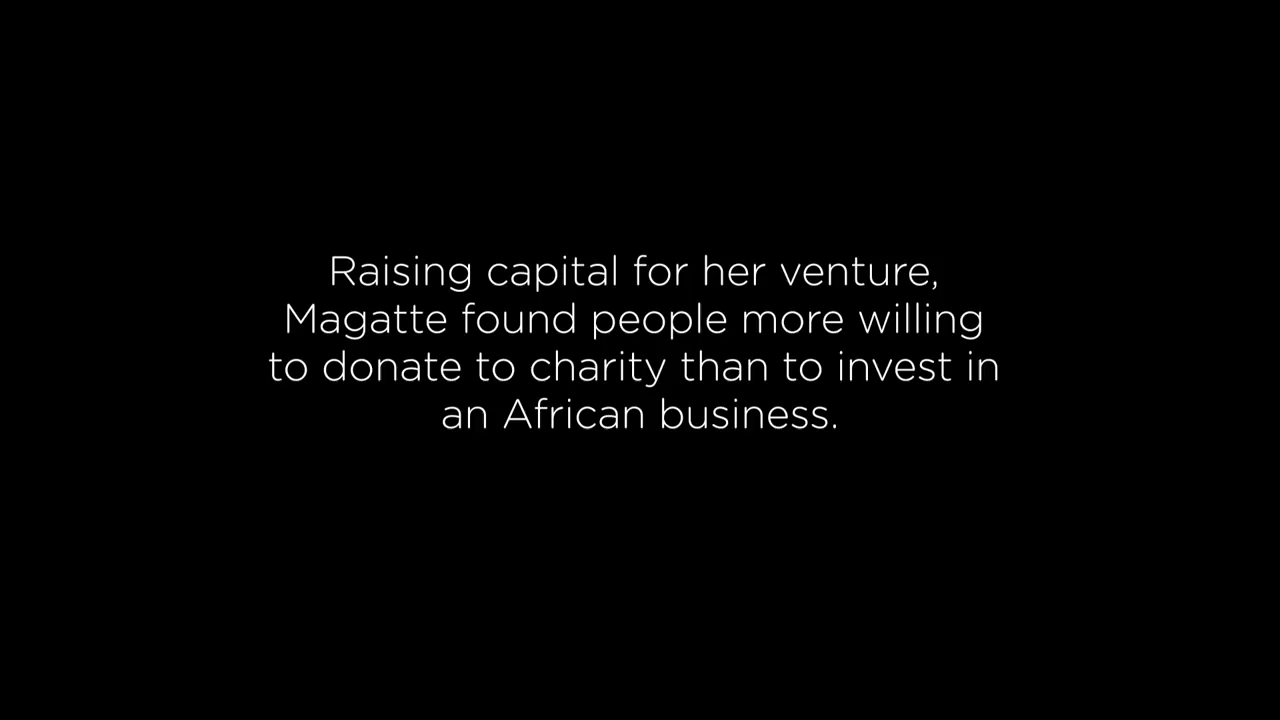 Raising capital for her venture,
Magatte found people more willing
to donate to charity than to invest in
an African business.